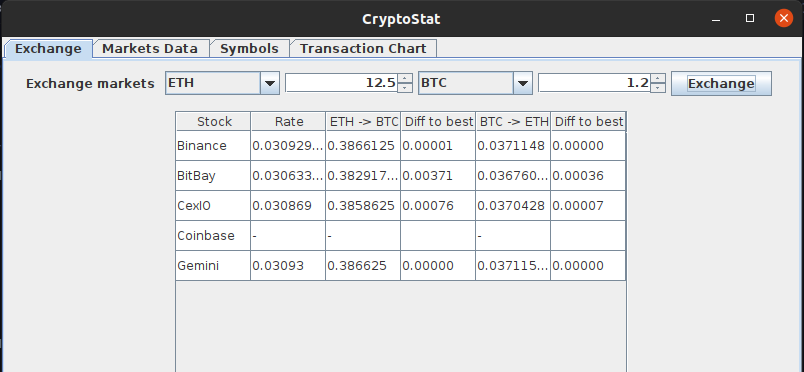 CryptoStat
Exchange Markets Data Symbols Transaction Chart
Exchange markets ETH 12.5 BTC 1.2 Exchange
Stock Rate ETH -> BTC Diff to best BTC -> ETH Diff to best
Binance 0.030929... 0.3866125 0.00001 0.0371148 0.00000
BitBay 0.030633... 0.382917... 0.00371 0.036760... 0.00036
CexIO 0.030869 0.3858625 0.00076 0.0370428 0.00007
Coinbase - - -
Gemini 0.03093 0.386625 0.00000 0.037115... 0.00000